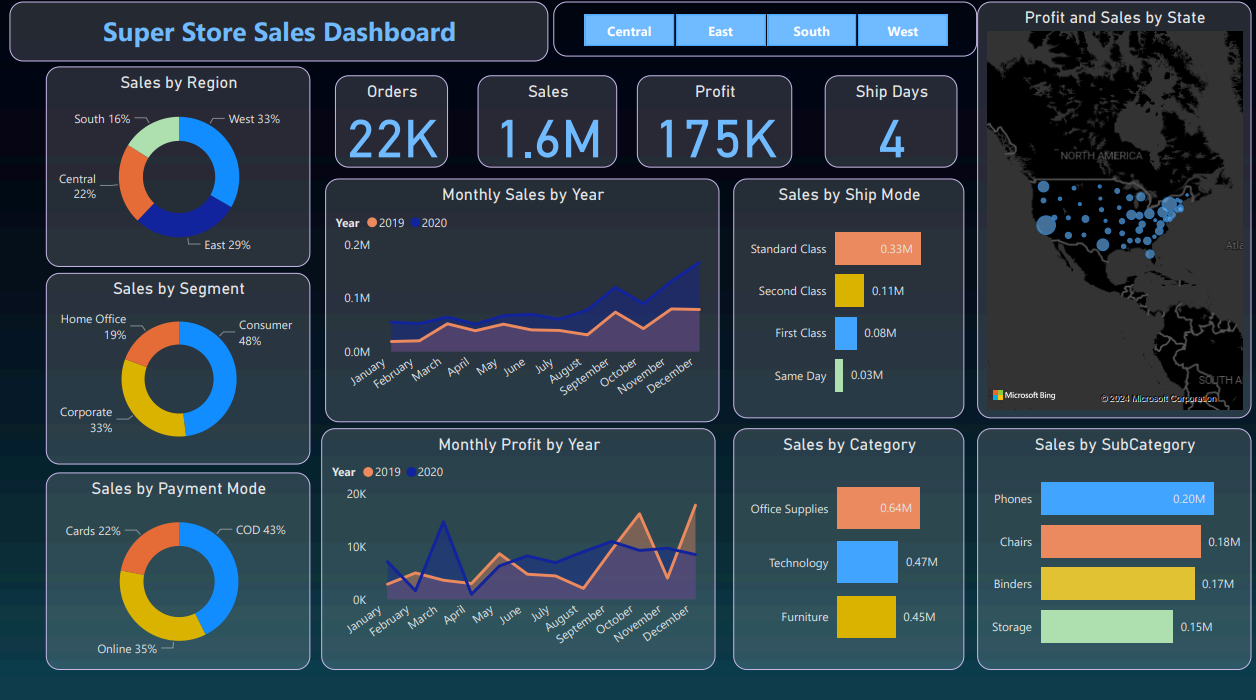 Super Store Sales Dashboard
Central
East
South
West
Profit and Sales by State
NORTH AMERICA
Atla
SOUTH A
Microsoft Bing
© 2024 Microsoft Corporation
Sales by Region
South 16%
West 33%
Central
22%
East 29%
Orders
22K
Sales
1.6M
Profit
175K
Ship Days
4
Sales by Segment
Home Office
19%
Consumer
48%
Corporate
33%
Monthly Sales by Year
Year 2019 2020
0.2M
0.1M
0.0M
January
February
March
April
May
June
July
August
September
October
November
December
Sales by Ship Mode
Standard Class 0.33M
Second Class 0.11M
First Class 0.08M
Same Day 0.03M
Sales by Payment Mode
Cards 22%
COD 43%
Online 35%
Monthly Profit by Year
Year 2019 2020
20K
10K
0K
January
February
March
April
May
June
July
August
September
October
November
December
Sales by Category
Office Supplies 0.64M
Technology 0.47M
Furniture 0.45M
Sales by SubCategory
Phones 0.20M
Chairs 0.18M
Binders 0.17M
Storage 0.15M